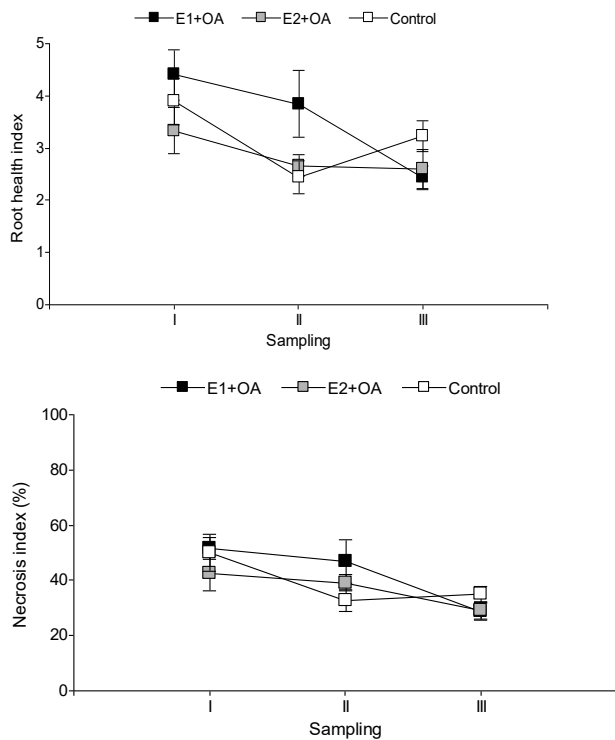 E1+OA E2+OA Control
5
4
3
2
1
0
Root health index
I II III
Sampling
E1+OA E2+OA Control
100
80
60
40
20
0
Necrosis index (%)
I II III
Sampling